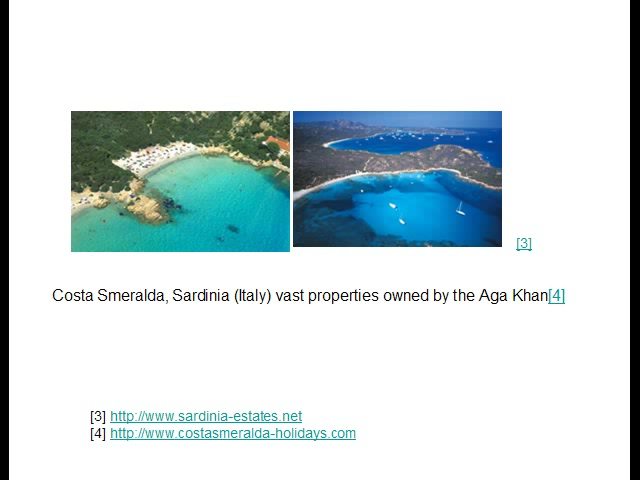 [3]
Costa Smeralda, Sardinia (Italy) vast properties owned by the Aga Khan[4]
[3] http://www.sardinia-estates.net
[4] http://www.costasmeralda-holidays.com